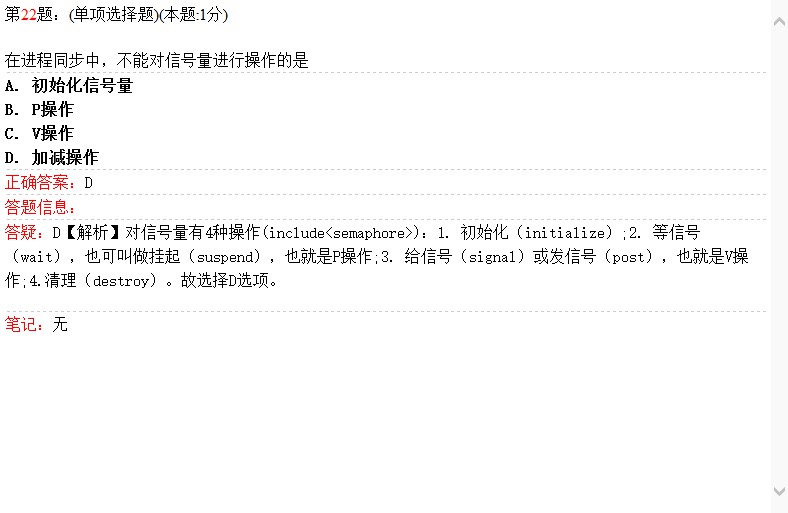 第22题：(单项选择题)(本题:1分)
在进程同步中，不能对信号量进行操作的是
A. 初始化信号量
B. P操作
C. V操作
D. 加减操作
正确答案：D
答题信息：
答疑：D【解析】对信号量有4种操作(include<semaphore>)：1. 初始化（initialize）;2. 等信号
（wait），也可叫做挂起（suspend），也就是P操作;3. 给信号（signal）或发信号（post），也就是V操
作;4.清理（destroy）。故选择D选项。
笔记：无